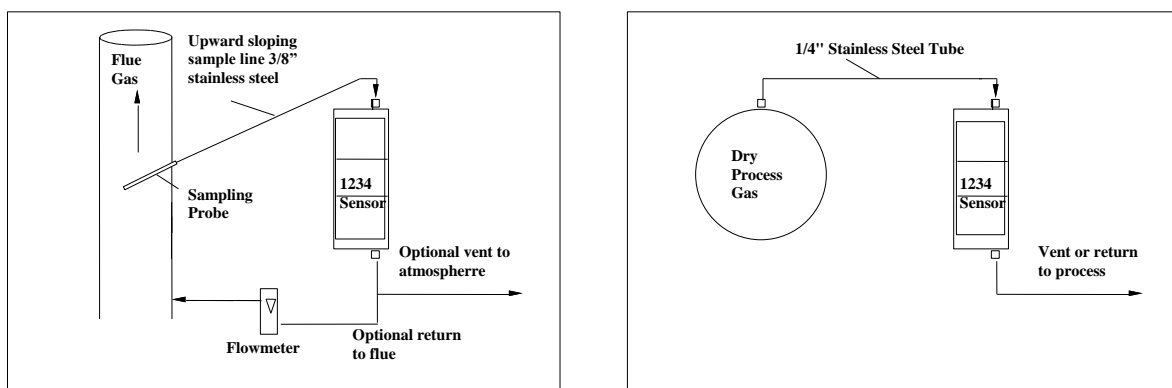 Flue
Gas
Upward sloping
sample line 3/8”
stainless steel
Sampling
Probe
1234
Sensor
Optional vent to
atmospherre
Optional return
to flue
Flowmeter
1/4" Stainless Steel Tube
Dry
Process
Gas
1234
Sensor
Vent or return
to process